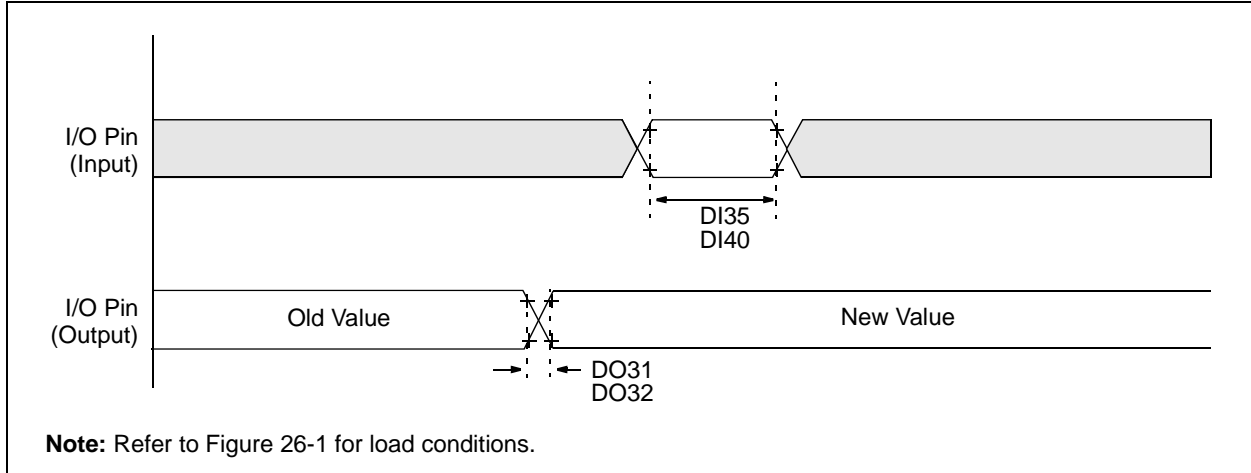 I/O Pin
(Input)
DI35
DI40
I/O Pin
(Output)
Old Value
New Value
DO31
DO32
Note: Refer to Figure 26-1 for load conditions.